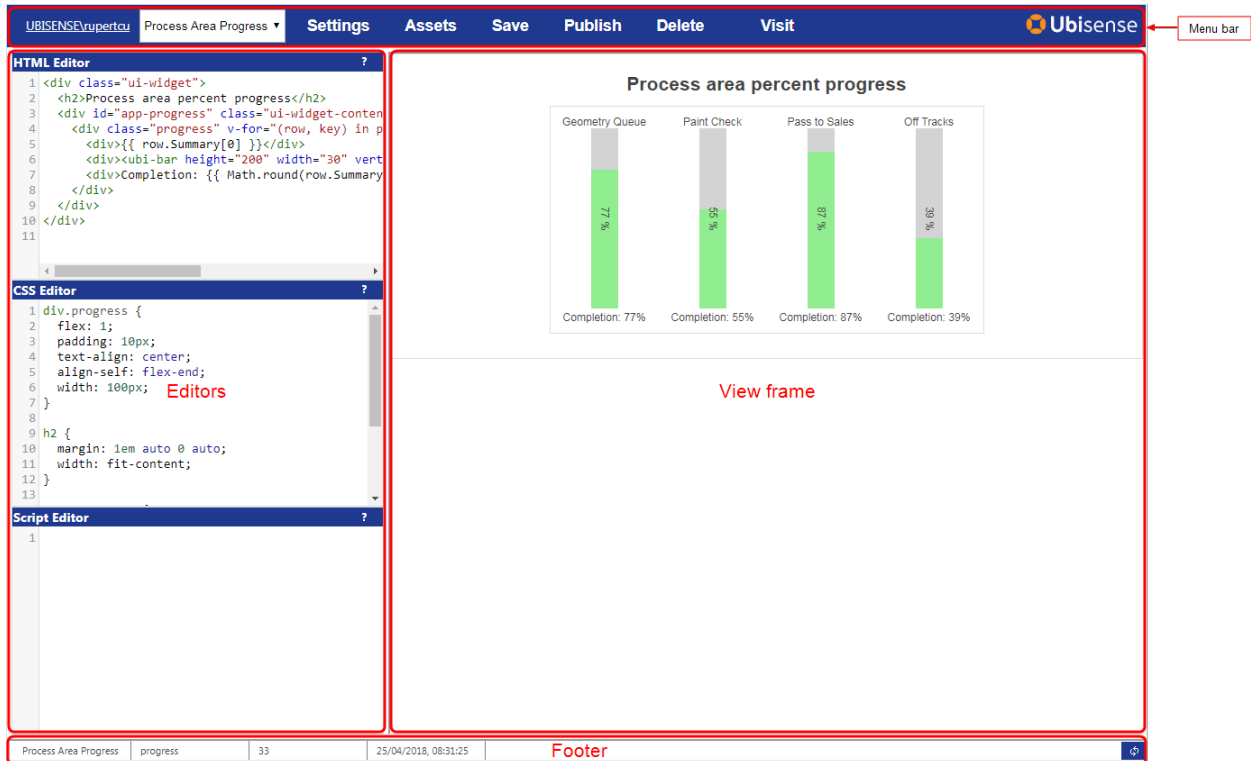 UBISENSE\rupertcu Process Area Progress ▼ Settings Assets Save Publish Delete Visit Ubisense Menu bar
HTML Editor ?
1 <div class="ui-widget">
2 <h2>Process area percent progress</h2>
3 <div id="app-progress" class="ui-widget-conten
4 <div class="progress" v-for="(row, key) in p
5 <div>{{ row.Summary[0] }}</div>
6 <div><ubi-bar height="200" width="30" vert
7 <div>Completion: {{ Math.round(row.Summary
8 </div>
9 </div>
10 </div>
11
CSS Editor ?
1 div.progress {
2 flex: 1;
3 padding: 10px;
4 text-align: center;
5 align-self: flex-end;
6 width: 100px;
7 }
8
9 h2 {
10 margin: 1em auto 0 auto;
11 width: fit-content;
12 }
13
Editors
Script Editor ?
1
Process area percent progress
Geometry Queue Paint Check Pass to Sales Off Tracks
77 % 55 % 87 % 39 %
Completion: 77% Completion: 55% Completion: 87% Completion: 39%
View frame
Process Area Progress progress 33 25/04/2018, 08:31:25 Footer